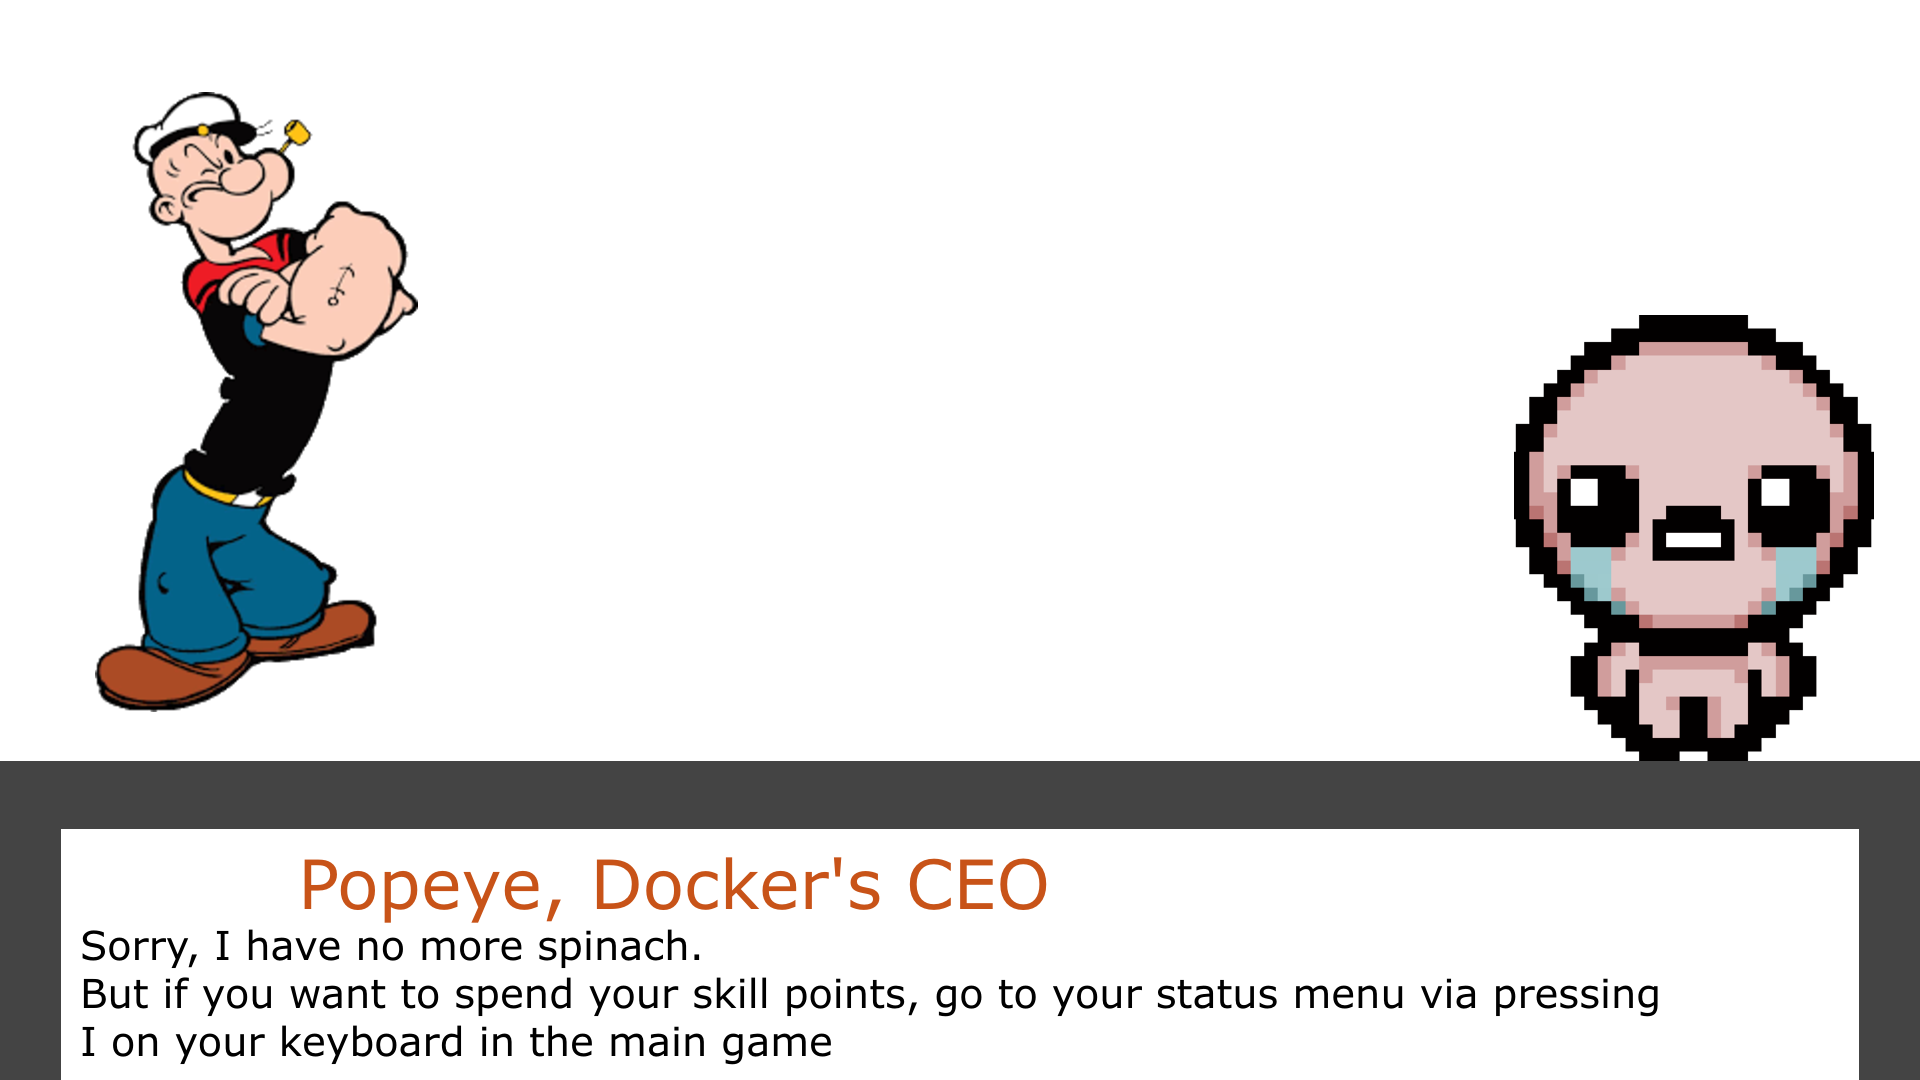 Popeye, Docker's CEO
Sorry, I have no more spinach.
But if you want to spend your skill points, go to your status menu via pressing
I on your keyboard in the main game